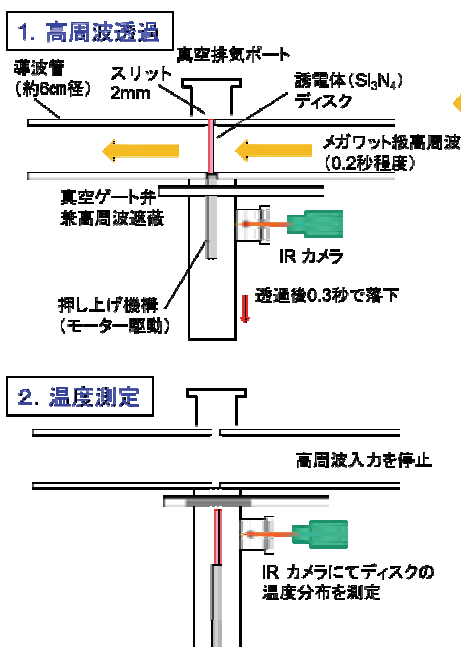 1. 高周波透過
真空排気ポート
導波管
(約6㎝径)
スリット
2mm
誘電体(Si₃N₄)
ディスク
メガワット級高周波
(0.2秒程度)
真空ゲート弁
兼高周波遮蔽
IR カメラ
押し上げ機構
(モーター駆動)
透過後0.3秒で落下
2. 温度測定
高周波入力を停止
IR カメラにてディスクの
温度分布を測定